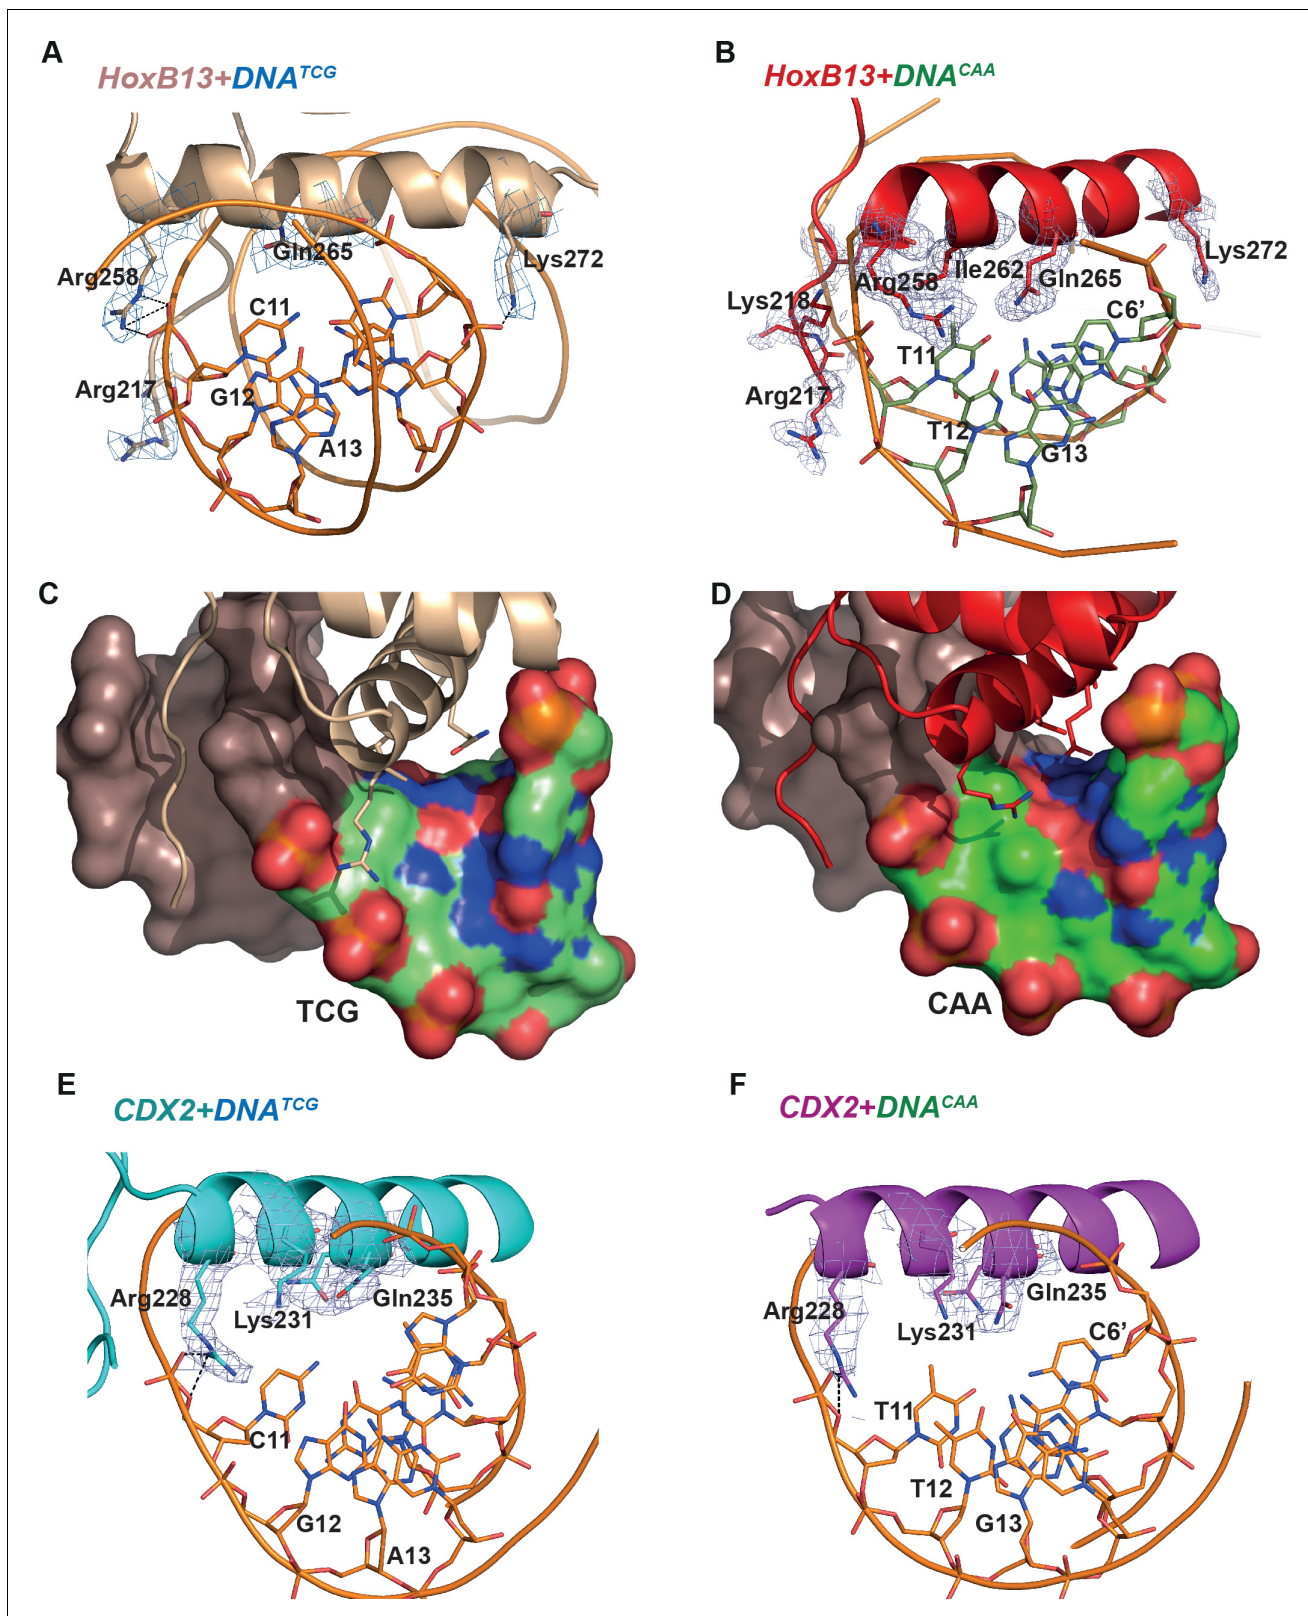 A
HoxB13+DNA^TCG
Arg258
Gln265
Lys272
C11
Arg217
G12
A13
B
HoxB13+DNA^CAA
Lys218
Arg258
Ile262
Gln265
Lys272
C6’
T11
Arg217
T12
G13
C
TCG
D
CAA
E
CDX2+DNA^TCG
Arg228
Lys231
Gln235
C11
G12
A13
F
CDX2+DNA^CAA
Arg228
Lys231
Gln235
C6’
T11
T12
G13